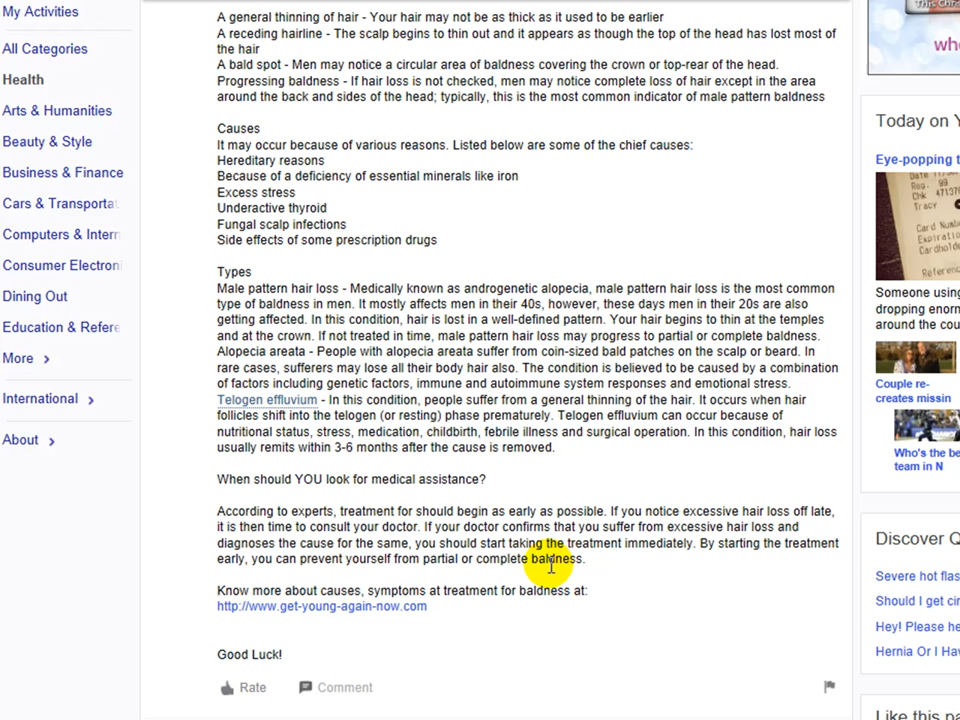 My Activities
All Categories
Health
Arts & Humanities
Beauty & Style
Business & Finance
Cars & Transporta
Computers & Intern
Consumer Electroni
Dining Out
Education & Refere
More >
International >
About >
A general thinning of hair - Your hair may not be as thick as it used to be earlier
A receding hairline - The scalp begins to thin out and it appears as though the top of the head has lost most of
the hair
A bald spot - Men may notice a circular area of baldness covering the crown or top-rear of the head.
Progressing baldness - If hair loss is not checked, men may notice complete loss of hair except in the area
around the back and sides of the head; typically, this is the most common indicator of male pattern baldness
Causes
It may occur because of various reasons. Listed below are some of the chief causes:
Hereditary reasons
Because of a deficiency of essential minerals like iron
Excess stress
Underactive thyroid
Fungal scalp infections
Side effects of some prescription drugs
Types
Male pattern hair loss - Medically known as androgenetic alopecia, male pattern hair loss is the most common
type of baldness in men. It mostly affects men in their 40s, however, these days men in their 20s are also
getting affected. In this condition, hair is lost in a well-defined pattern. Your hair begins to thin at the temples
and at the crown. If not treated in time, male pattern hair loss may progress to partial or complete baldness.
Alopecia areata - People with alopecia areata suffer from coin-sized bald patches on the scalp or beard. In
rare cases, sufferers may lose all their body hair also. The condition is believed to be caused by a combination
of factors including genetic factors, immune and autoimmune system responses and emotional stress.
Telogen effluvium - In this condition, people suffer from a general thinning of the hair. It occurs when hair
follicles shift into the telogen (or resting) phase prematurely. Telogen effluvium can occur because of
nutritional status, stress, medication, childbirth, febrile illness and surgical operation. In this condition, hair loss
usually remits within 3-6 months after the cause is removed.
When should YOU look for medical assistance?
According to experts, treatment for should begin as early as possible. If you notice excessive hair loss off late,
it is then time to consult your doctor. If your doctor confirms that you suffer from excessive hair loss and
diagnoses the cause for the same, you should start taking the treatment immediately. By starting the treatment
early, you can prevent yourself from partial or complete baldness.
Know more about causes, symptoms at treatment for baldness at:
http://www.get-young-again-now.com
Good Luck!
Rate Comment
This Chri
wh
Today on Y
Eye-popping t
Reg. 99
Chk 47137
Tracy
Card Numb
Expiratio
Cardholde
Referenc
Someone using
dropping enorm
around the cou
Couple re-
creates missin
Who's the be
team in N
Discover Q
Severe hot flas
Should I get cir
Hey! Please he
Hernia Or I Hav
Like this pa